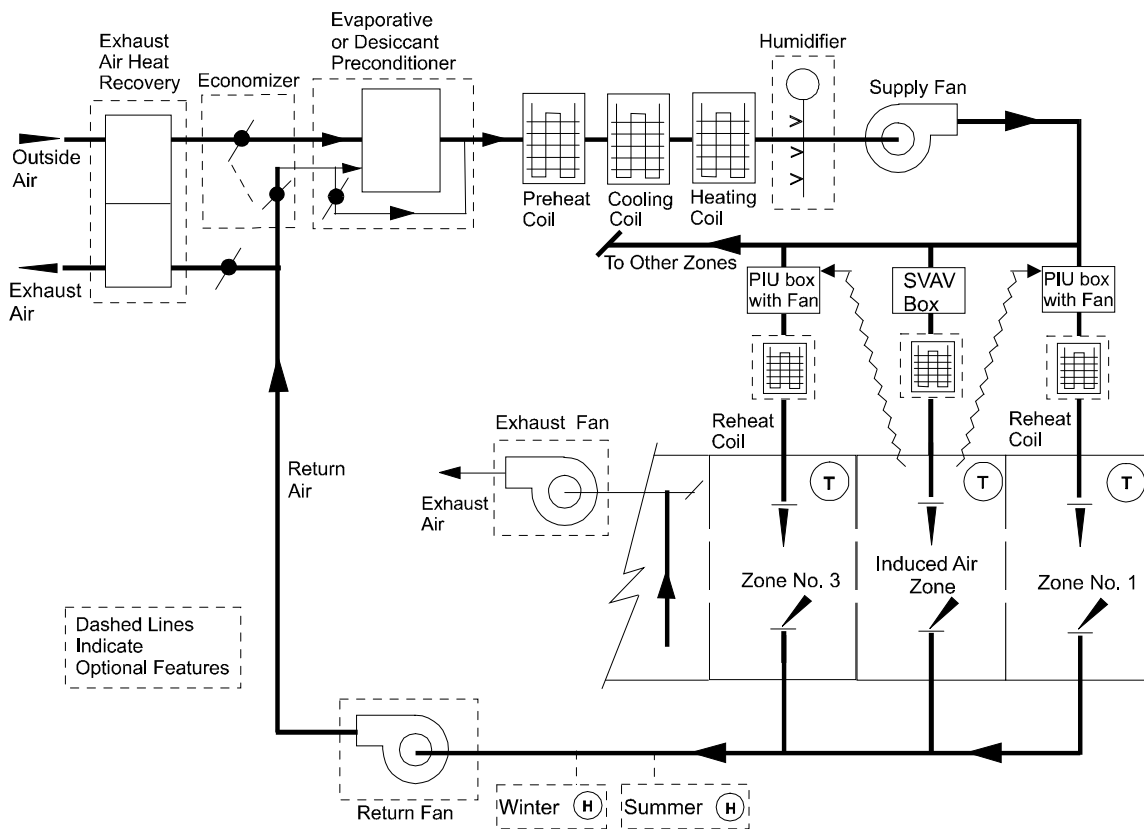 Exhaust
Air Heat
Recovery
Economizer
Evaporative
or Desiccant
Preconditioner
Humidifier
Supply Fan
Outside
Air
Preheat
Coil
Cooling
Coil
Heating
Coil
Exhaust
Air
To Other Zones
PIU box
with Fan
SVAV
Box
PIU box
with Fan
Reheat
Coil
Reheat
Coil
Exhaust Fan
Exhaust
Air
Return
Air
T
T
T
Zone No. 3
Induced Air
Zone
Zone No. 1
Dashed Lines
Indicate
Optional Features
Return Fan
Winter H
Summer H